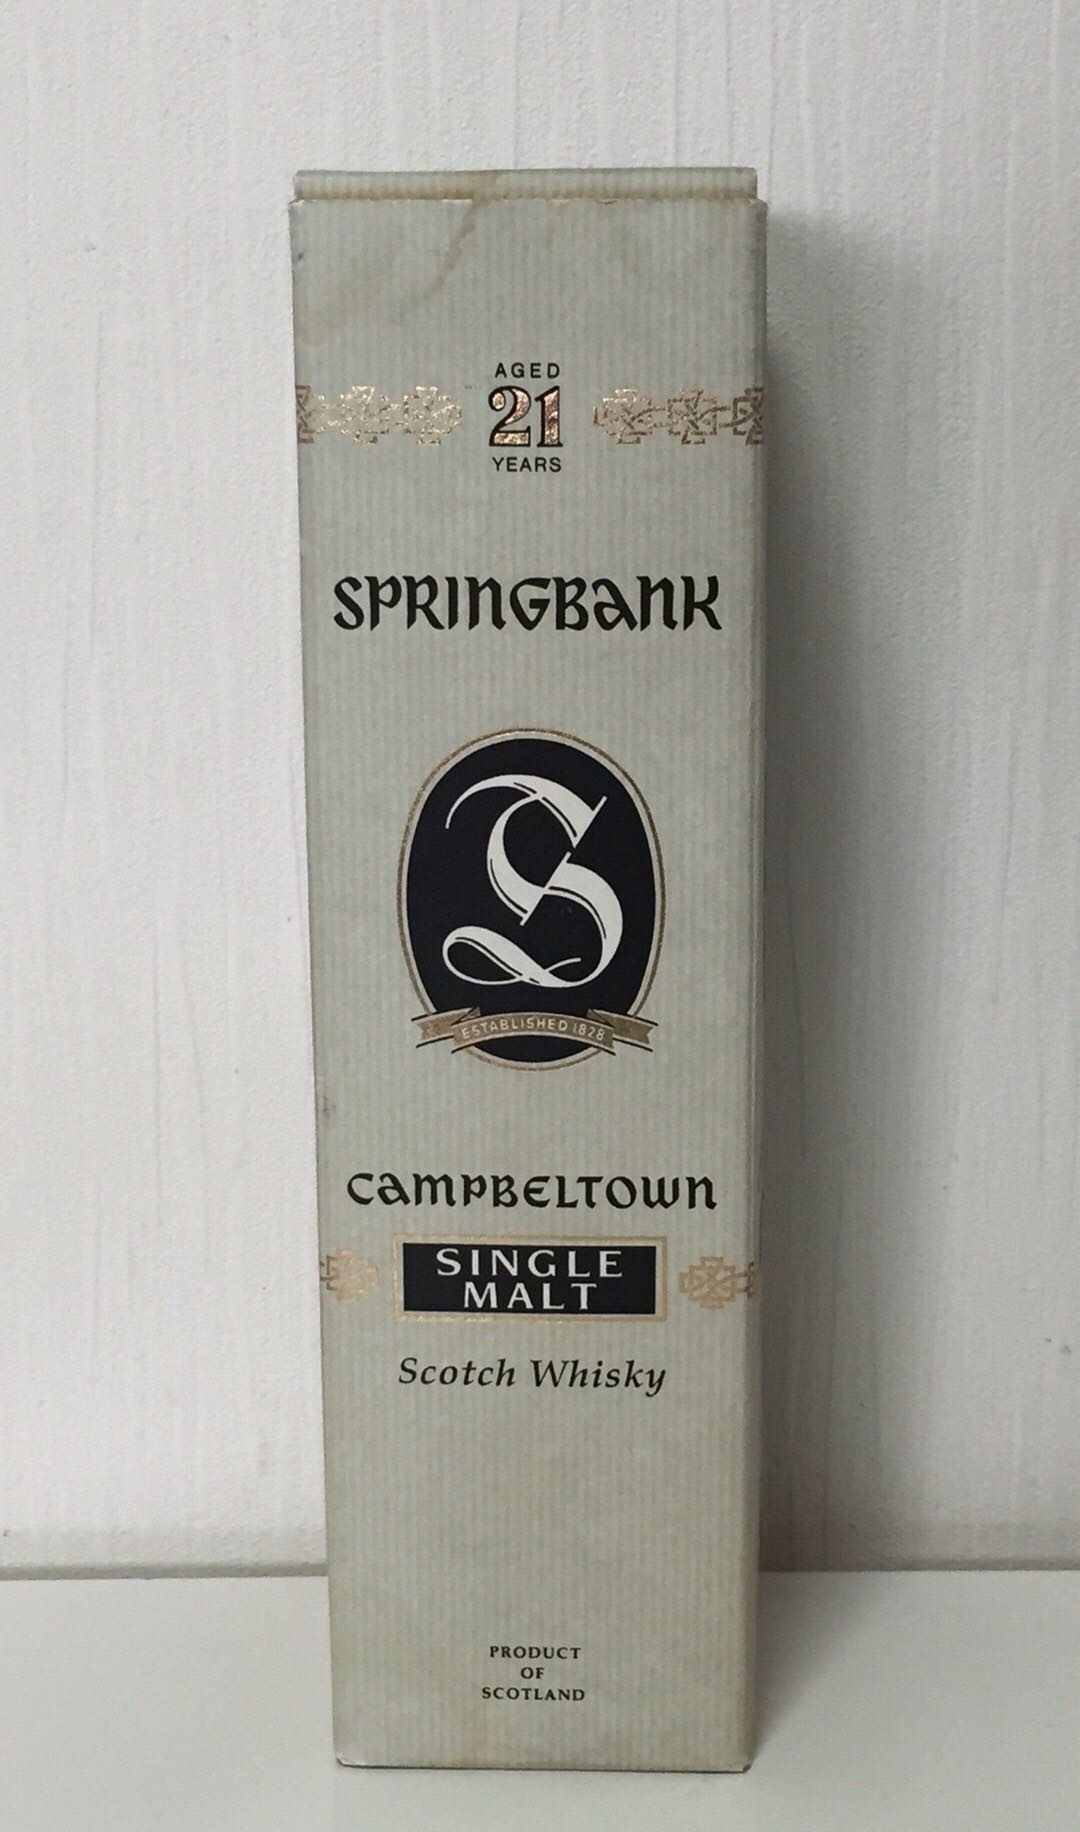 AGED
21
YEARS
SPRINGBANK
S
ESTABLISHED 1828
CAMPBELTOWN
SINGLE
MALT
Scotch Whisky
PRODUCT
OF
SCOTLAND